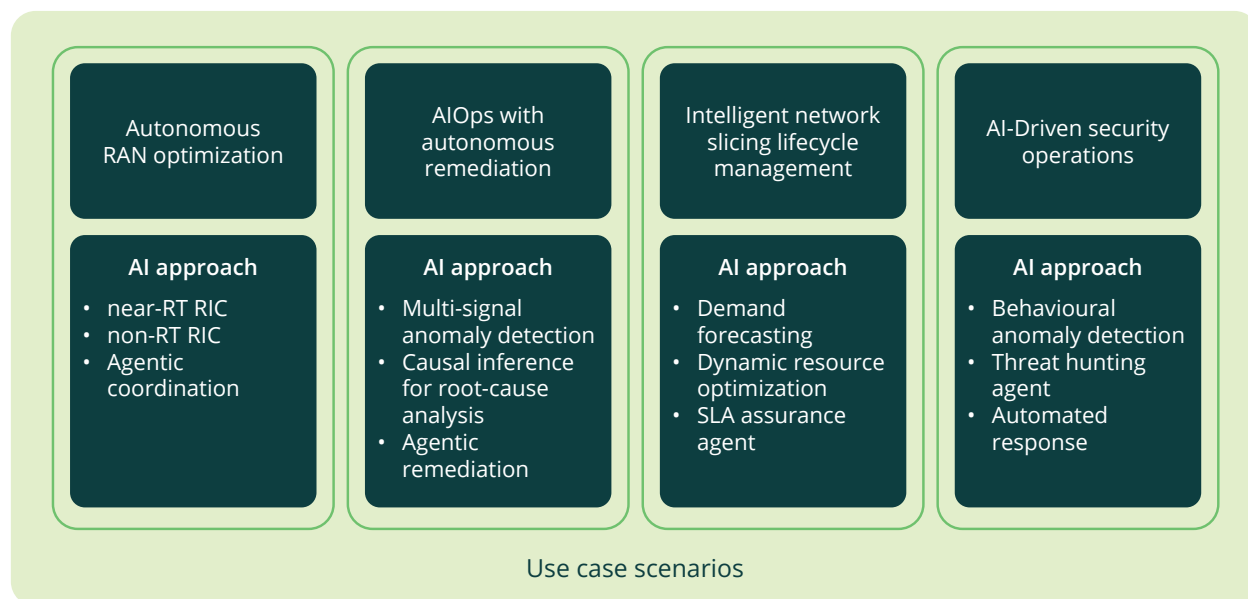 Autonomous
RAN optimization
AI approach
• near-RT RIC
• non-RT RIC
• Agentic
coordination
AIOps with
autonomous
remediation
AI approach
• Multi-signal
anomaly detection
• Causal inference
for root-cause
analysis
• Agentic
remediation
Intelligent network
slicing lifecycle
management
AI approach
• Demand
forecasting
• Dynamic resource
optimization
• SLA assurance
agent
AI-Driven security
operations
AI approach
• Behavioural
anomaly detection
• Threat hunting
agent
• Automated
response
Use case scenarios